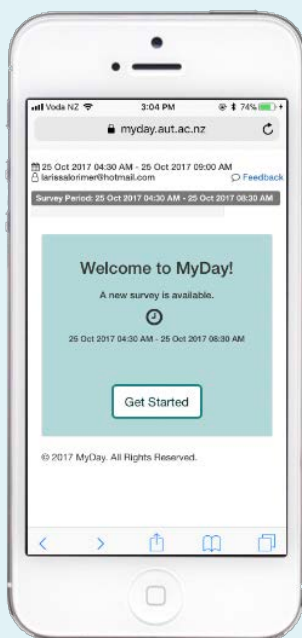 Voda NZ 3:04 PM 74%
myday.aut.ac.nz
25 Oct 2017 04:30 AM - 25 Oct 2017 09:00 AM
larissalorimer@hotmail.com Feedback
Survey Period: 25 Oct 2017 04:30 AM - 25 Oct 2017 08:30 AM
Welcome to MyDay!
A new survey is available.
25 Oct 2017 04:30 AM - 25 Oct 2017 08:30 AM
Get Started
© 2017 MyDay. All Rights Reserved.